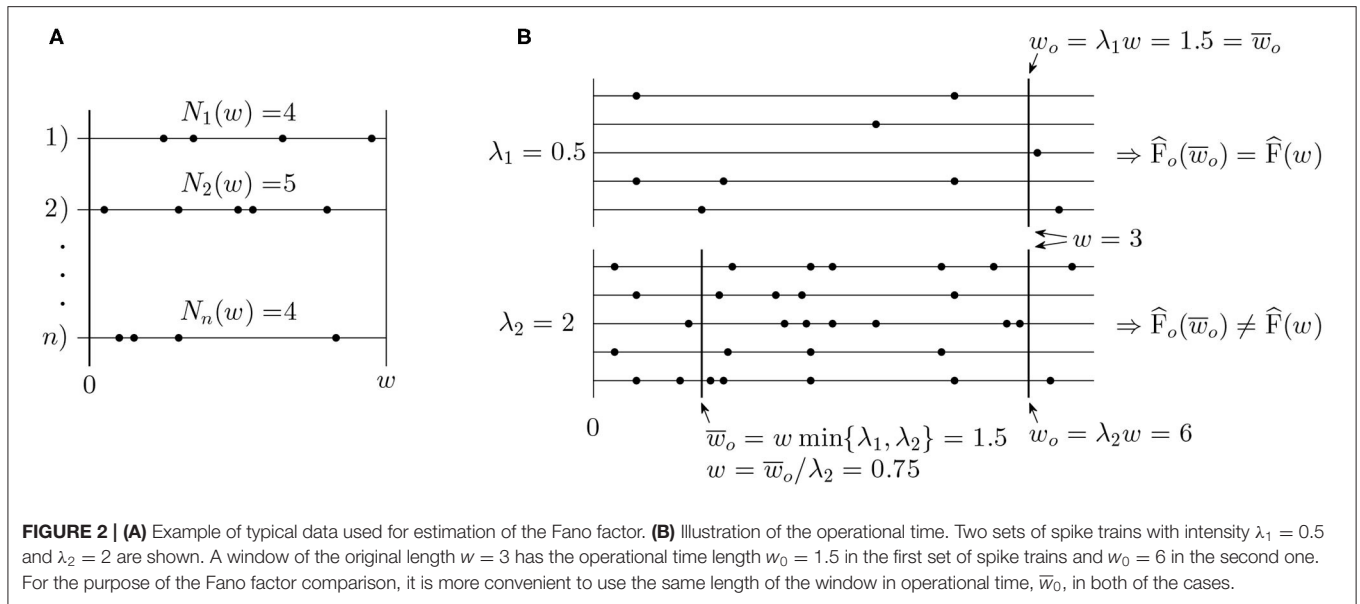 A
N₁(w) =4
1)
N₂(w) =5
2)
.
.
.
Nₙ(w) =4
n)
0
w
B
wₒ = λ₁w = 1.5 = w̅ₒ
λ₁ = 0.5
⇒ F̂ₒ(w̅ₒ) = F̂(w)
w = 3
λ₂ = 2
⇒ F̂ₒ(w̅ₒ) ≠ F̂(w)
0
w̅ₒ = w min{λ₁, λ₂} = 1.5
w = w̅ₒ/λ₂ = 0.75
wₒ = λ₂w = 6
FIGURE 2 | (A) Example of typical data used for estimation of the Fano factor. (B) Illustration of the operational time. Two sets of spike trains with intensity λ₁ = 0.5
and λ₂ = 2 are shown. A window of the original length w = 3 has the operational time length w₀ = 1.5 in the first set of spike trains and w₀ = 6 in the second one.
For the purpose of the Fano factor comparison, it is more convenient to use the same length of the window in operational time, w̅₀, in both of the cases.